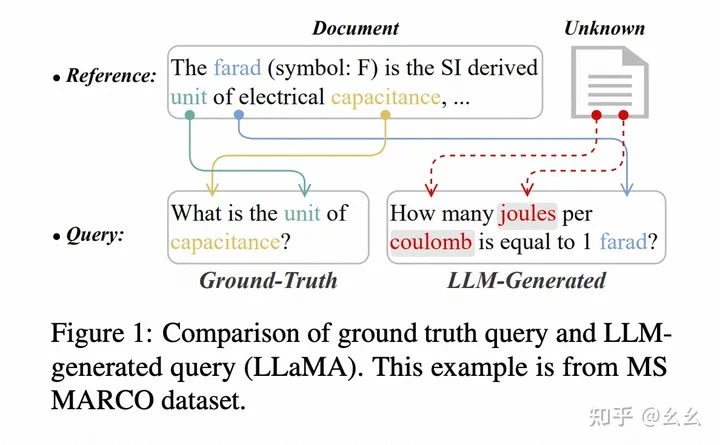 Document
Unknown
• Reference:
The farad (symbol: F) is the SI derived
unit of electrical capacitance, ...
• Query:
What is the unit of
capacitance?
How many joules per
coulomb is equal to 1 farad?
Ground-Truth
LLM-Generated
Figure 1: Comparison of ground truth query and LLM-
generated query (LLaMA). This example is from MS
MARCO dataset.
知乎 @幺幺